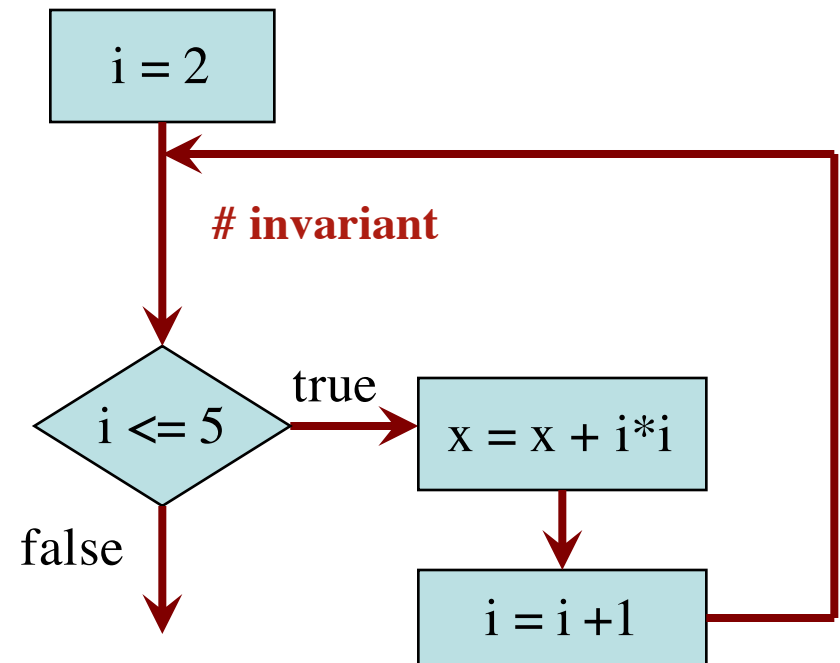 i = 2
# invariant
true
i <= 5
x = x + i*i
false
i = i +1